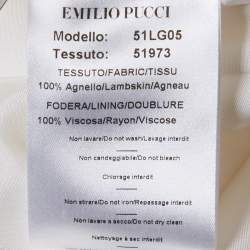 EMILIO PUCCI
Modello: 51LG05
Tessuto: 51973
TESSUTO/FABRIC/TISSU
100% Agnello/Lambskin/Agneau
FODERA/LINING/DOUBLURE
100% Viscosa/Rayon/Viscose
Non lavare/Do not wash/Lavage interdit
Non candeggiabile/Do not bleach
Chlorage interdit
Non stirare/Do not iron/Repassage interdit
Non lavare a secco/Do not dry clean
Nettoyage à sec interdit